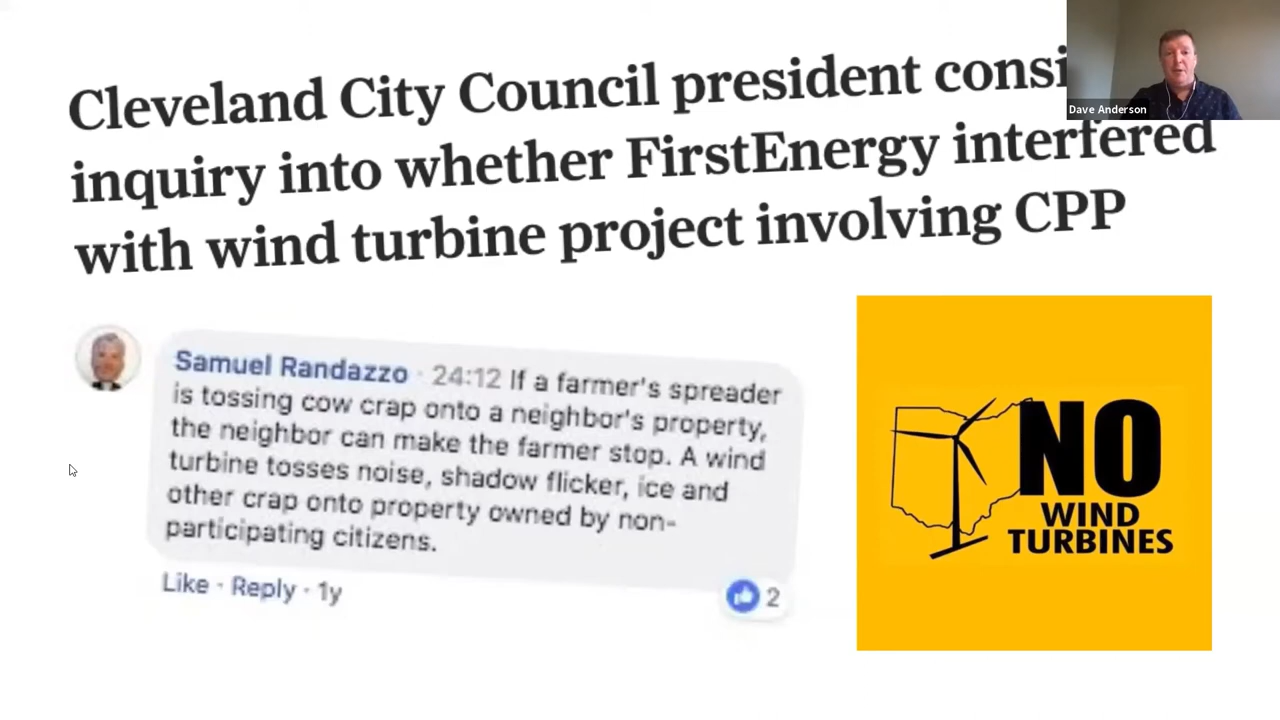 Cleveland City Council president consi
inquiry into whether FirstEnergy interfered
with wind turbine project involving CPP
Dave Anderson
Samuel Randazzo · 24:12 If a farmer's spreader
is tossing cow crap onto a neighbor's property,
the neighbor can make the farmer stop. A wind
turbine tosses noise, shadow flicker, ice and
other crap onto property owned by non-
participating citizens.
Like · Reply · 1y
2
NO
WIND
TURBINES